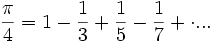 π/4 = 1 − 1/3 + 1/5 − 1/7 + ·...